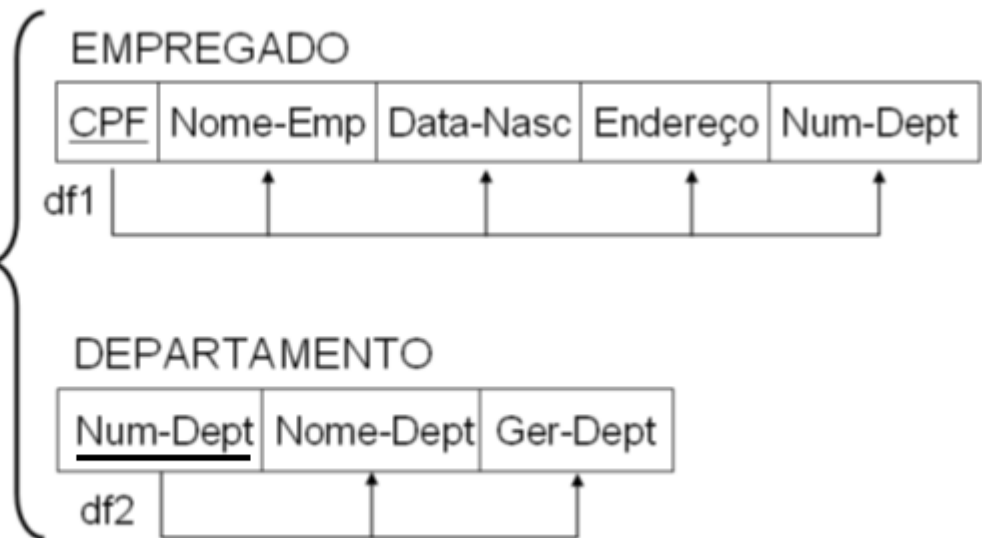 EMPREGADO
CPF Nome-Emp Data-Nasc Endereço Num-Dept
df1
DEPARTAMENTO
Num-Dept Nome-Dept Ger-Dept
df2